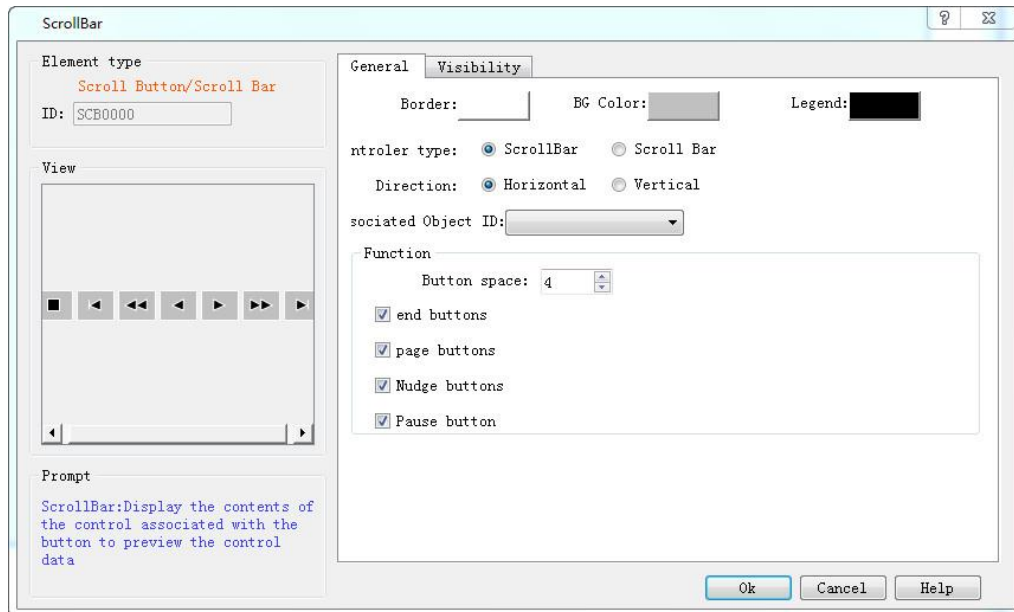 ScrollBar
Element type
Scroll Button/Scroll Bar
ID: SCB0000
View
Prompt
ScrollBar:Display the contents of
the control associated with the
button to preview the control
data
General Visibility
Border: BG Color: Legend:
ntroler type: ScrollBar Scroll Bar
Direction: Horizontal Vertical
sociated Object ID:
Function
Button space: 4
end buttons
page buttons
Nudge buttons
Pause button
Ok Cancel Help